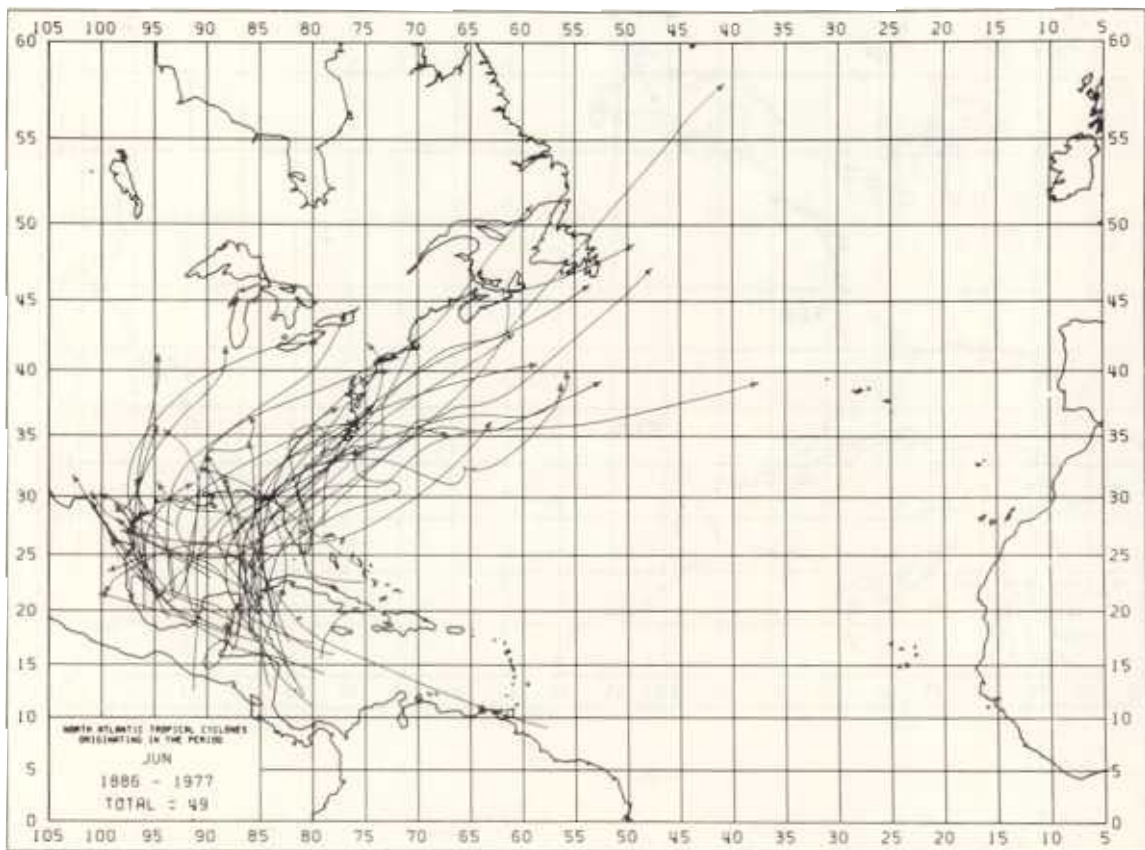 105 100 95 90 85 80 75 70 65 60 55 50 45 40 35 30 25 20 15 10 5
60 60
55 55
50 50
45 45
40 40
35 35
30 30
25 25
20 20
15 15
10 10
NORTH ATLANTIC TROPICAL CYCLONES
ORIGINATING IN THE PERIOD
JUN
1886 - 1977
TOTAL = 49
5 5
0 0
105 100 95 90 85 80 75 70 65 60 55 50 45 40 35 30 25 20 15 10 5